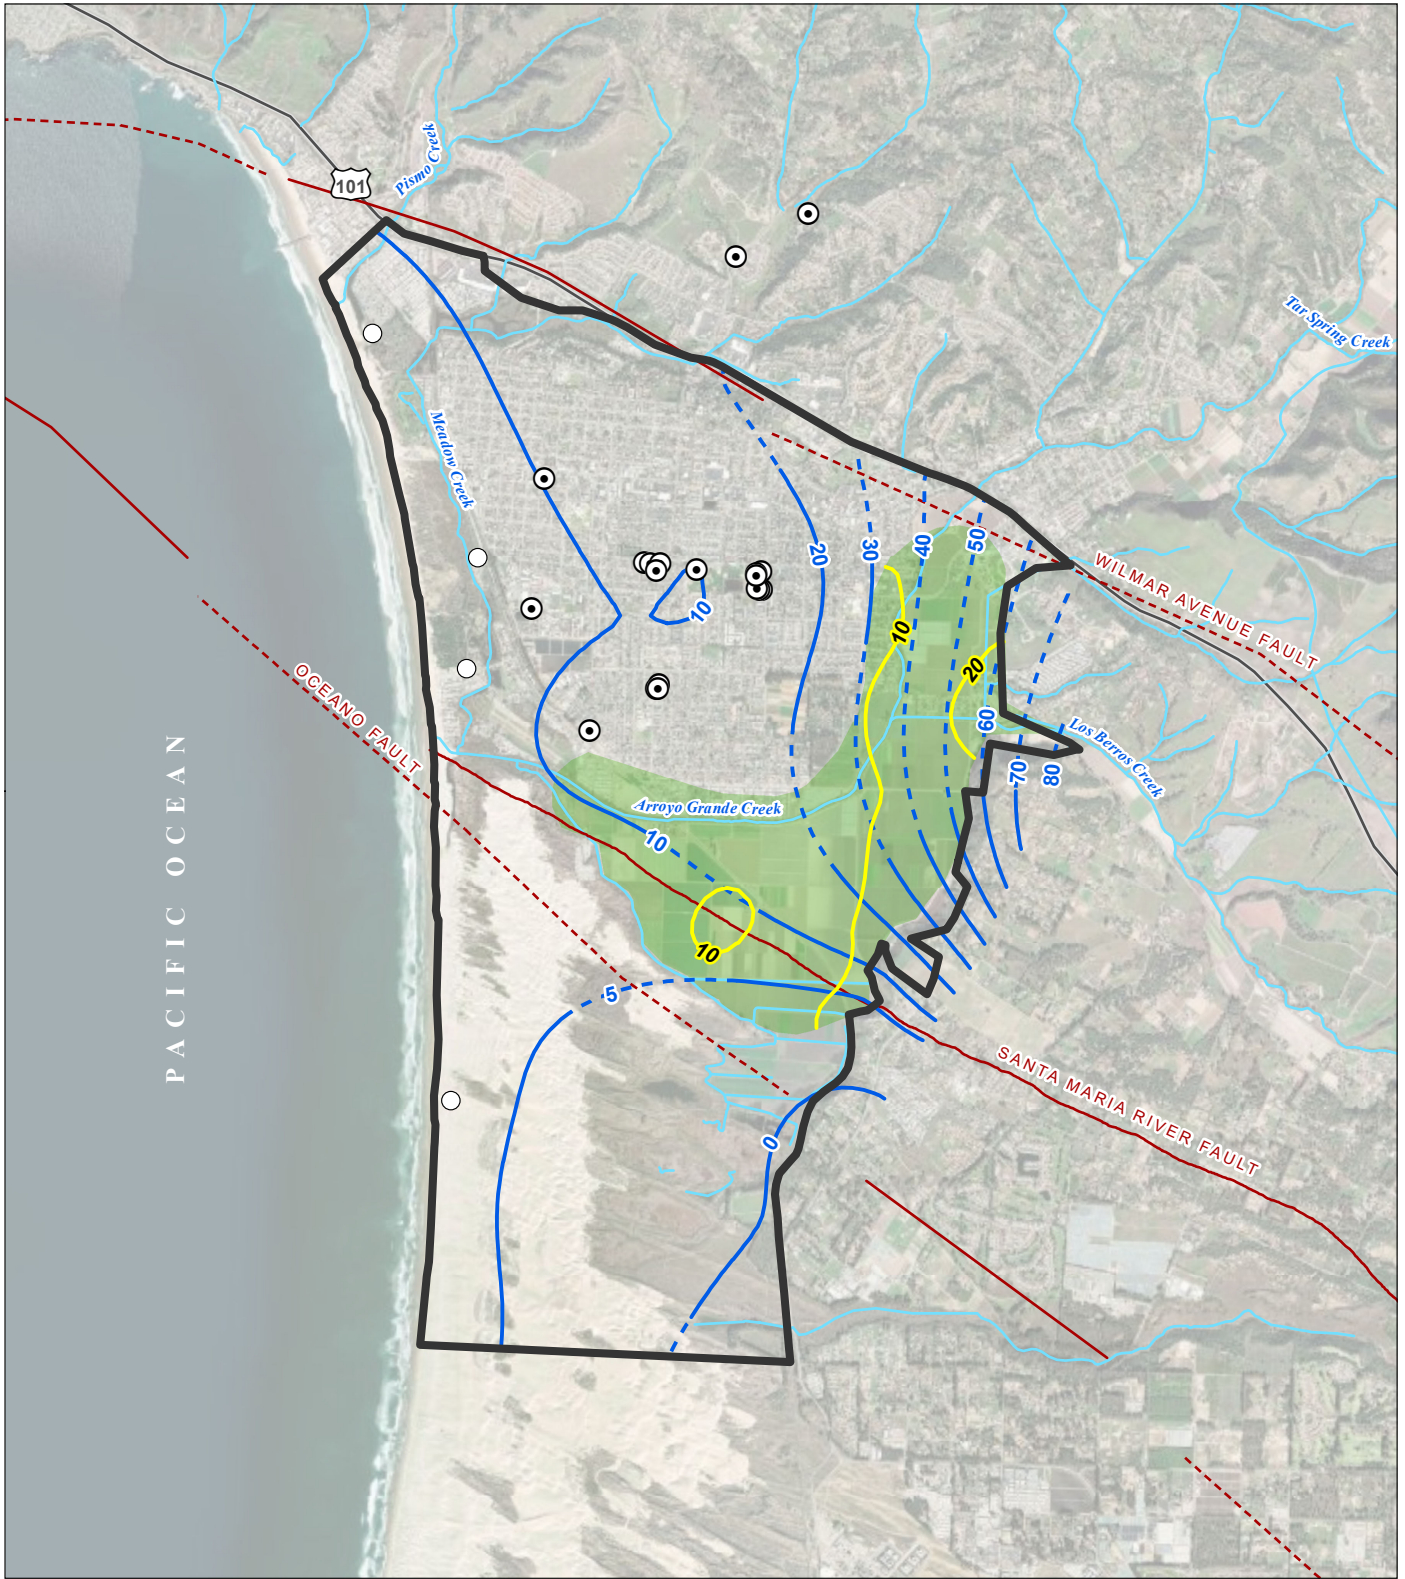 Pismo Creek
101
Tar Spring Creek
Meadow Creek
20
30
40
50
10
10
20
WILMAR AVENUE FAULT
OCEANO FAULT
60
70
80
Los Berros Creek
PACIFIC OCEAN
Arroyo Grande Creek
10
10
5
SANTA MARIA RIVER FAULT
0